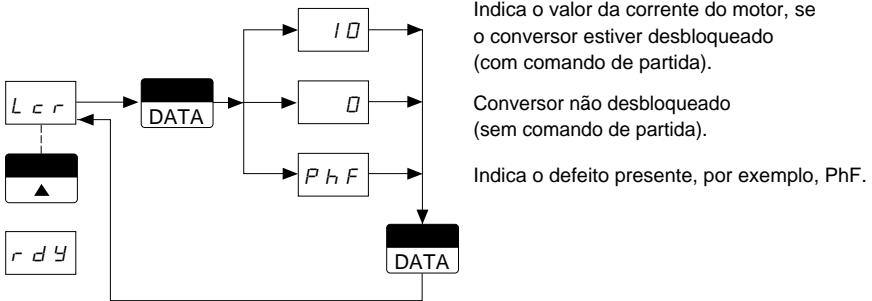 Indica o valor da corrente do motor, se
o conversor estiver desbloqueado
(com comando de partida).
10
Lcr
DATA
0
Conversor não desbloqueado
(sem comando de partida).
PhF
Indica o defeito presente, por exemplo, PhF.
rdY
DATA